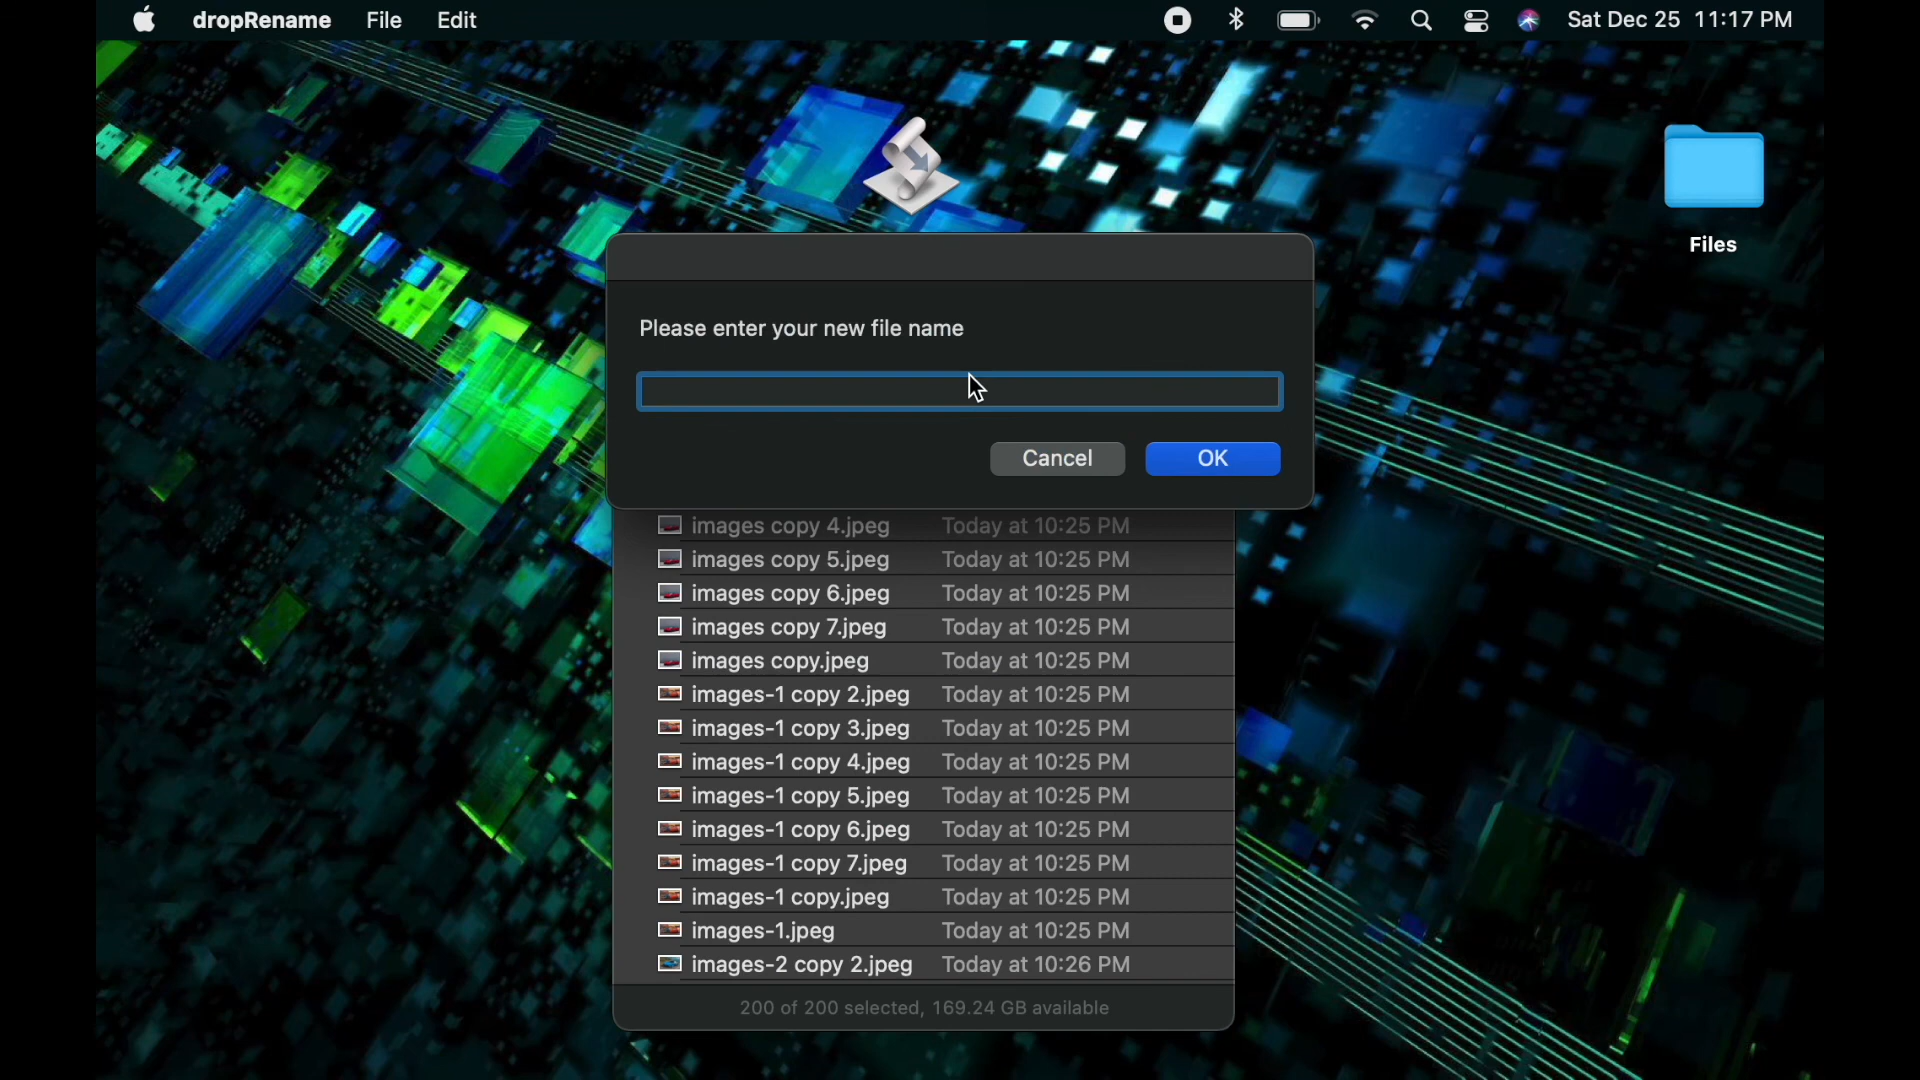 dropRename File Edit Sat Dec 25 11:17 PM
Files
Please enter your new file name
Cancel OK
images copy 4.jpeg Today at 10:25 PM
images copy 5.jpeg Today at 10:25 PM
images copy 6.jpeg Today at 10:25 PM
images copy 7.jpeg Today at 10:25 PM
images copy.jpeg Today at 10:25 PM
images-1 copy 2.jpeg Today at 10:25 PM
images-1 copy 3.jpeg Today at 10:25 PM
images-1 copy 4.jpeg Today at 10:25 PM
images-1 copy 5.jpeg Today at 10:25 PM
images-1 copy 6.jpeg Today at 10:25 PM
images-1 copy 7.jpeg Today at 10:25 PM
images-1 copy.jpeg Today at 10:25 PM
images-1.jpeg Today at 10:25 PM
images-2 copy 2.jpeg Today at 10:26 PM
200 of 200 selected, 169.24 GB available